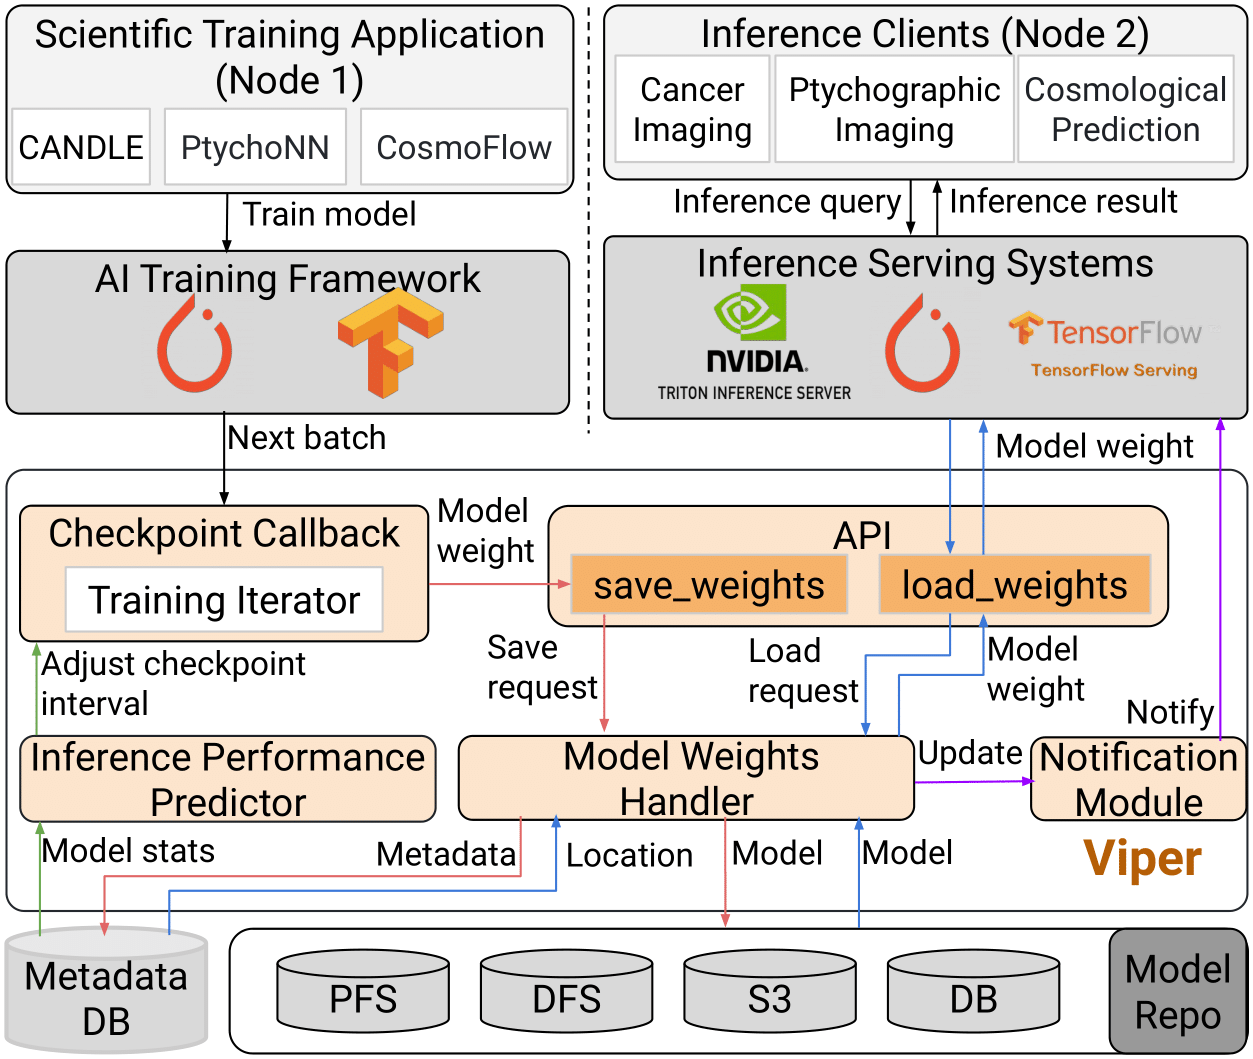 Scientific Training Application
(Node 1)
CANDLE
PtychoNN
CosmoFlow
Train model
AI Training Framework
Next batch
Inference Clients (Node 2)
Cancer
Imaging
Ptychographic
Imaging
Cosmological
Prediction
Inference query
Inference result
Inference Serving Systems
NVIDIA.
TRITON INFERENCE SERVER
TensorFlow
TensorFlow Serving
Model weight
Checkpoint Callback
Training Iterator
Model
weight
API
save_weights
load_weights
Adjust checkpoint
interval
Save
request
Load
request
Model
weight
Notify
Inference Performance
Predictor
Model Weights
Handler
Update
Notification
Module
Model stats
Metadata
Location
Model
Model
Viper
Metadata
DB
PFS
DFS
S3
DB
Model
Repo